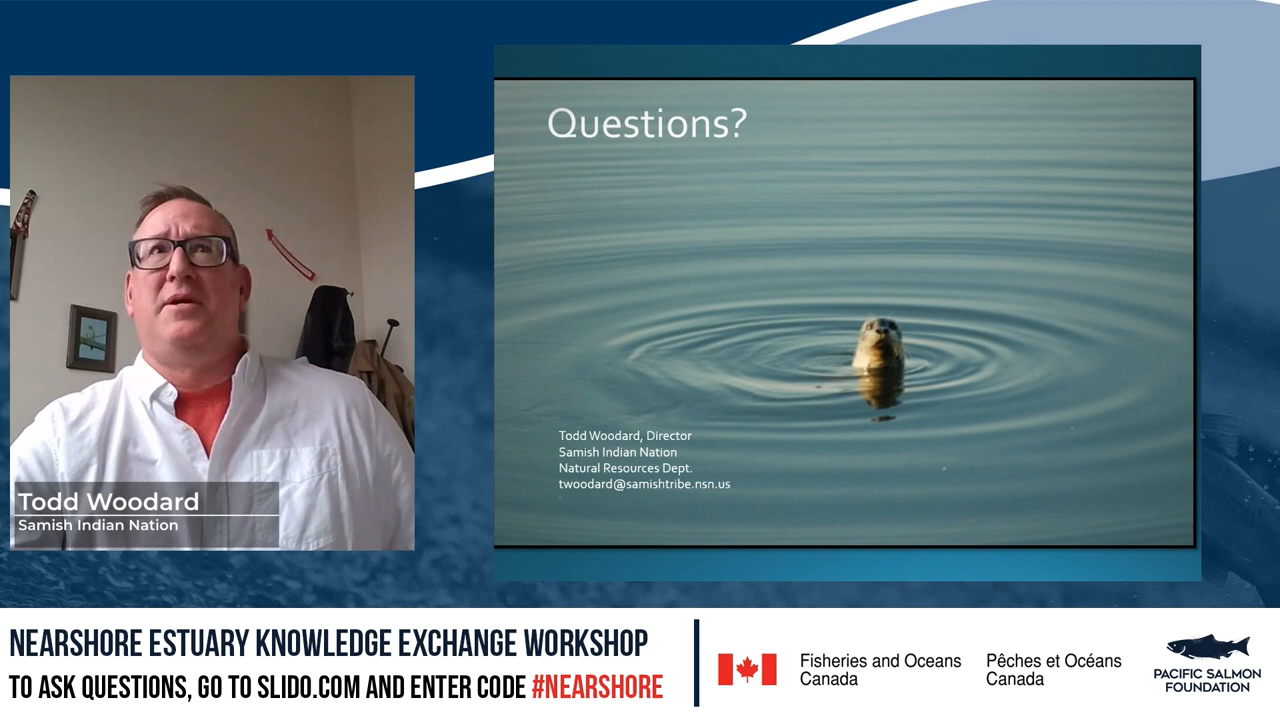 Questions?
Todd Woodard, Director
Samish Indian Nation
Natural Resources Dept.
twoodard@samishtribe.nsn.us
Todd Woodard
Samish Indian Nation
NEARSHORE ESTUARY KNOWLEDGE EXCHANGE WORKSHOP
TO ASK QUESTIONS, GO TO SLIDO.COM AND ENTER CODE #NEARSHORE
Fisheries and Oceans
Canada
Pêches et Océans
Canada
PACIFIC SALMON
FOUNDATION